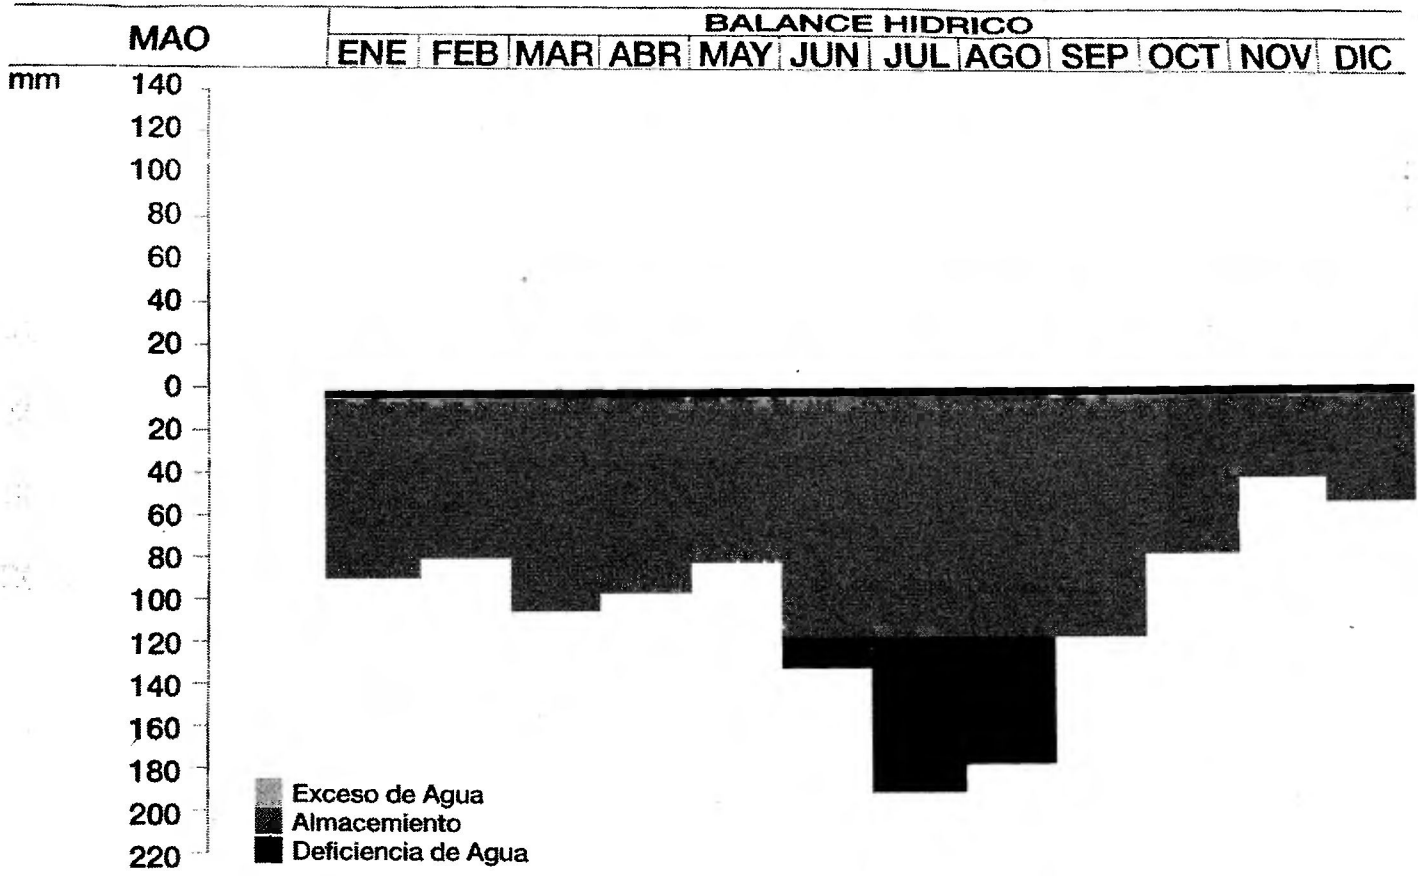 BALANCE HIDRICO
MAO
ENE FEB MAR ABR MAY JUN JUL AGO SEP OCT NOV DIC
mm 140
120
100
80
60
40
20
0
20
40
60
80
100
120
140
160
180
200
220
Exceso de Agua
Almacemiento
Deficiencia de Agua